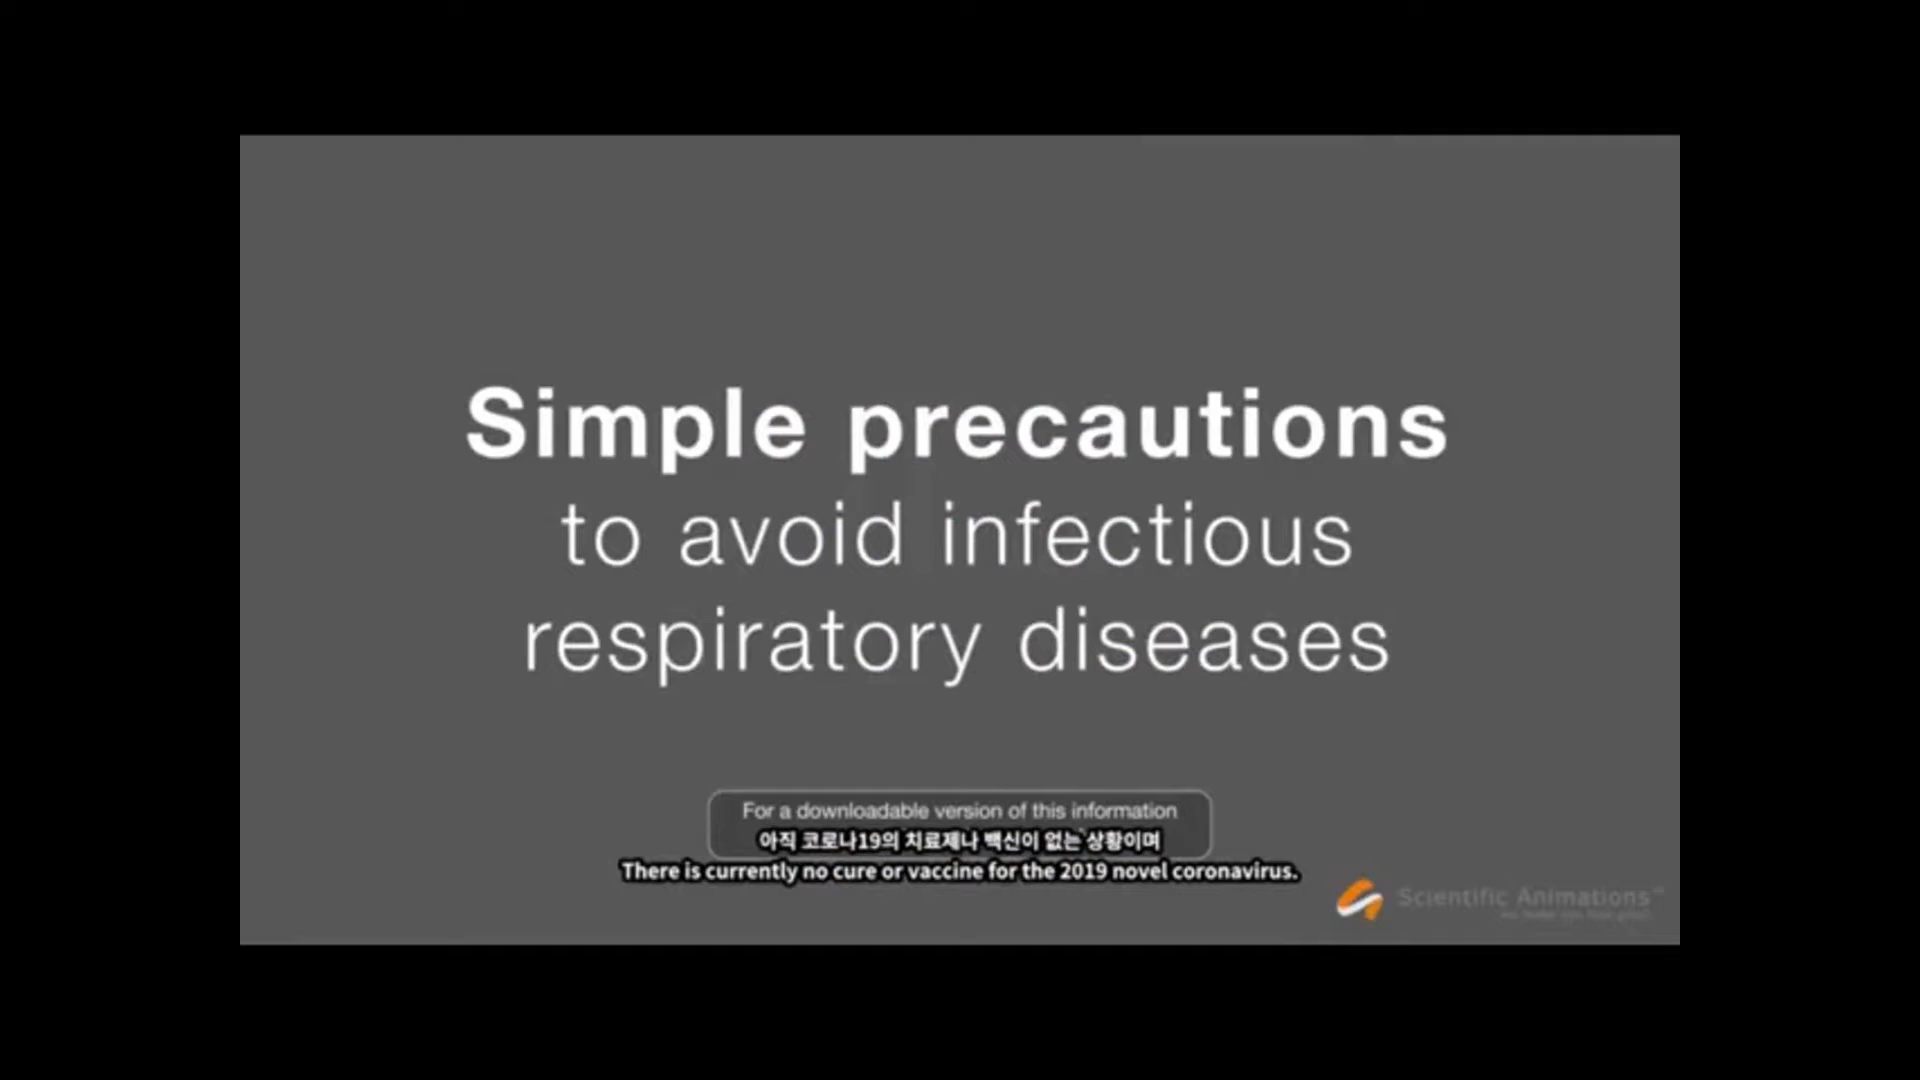 Simple precautions
to avoid infectious
respiratory diseases
For a downloadable version of this information
아직 코로나19의 치료제나 백신이 없는 상황이며
There is currently no cure or vaccine for the 2019 novel coronavirus.
Scientific Animations